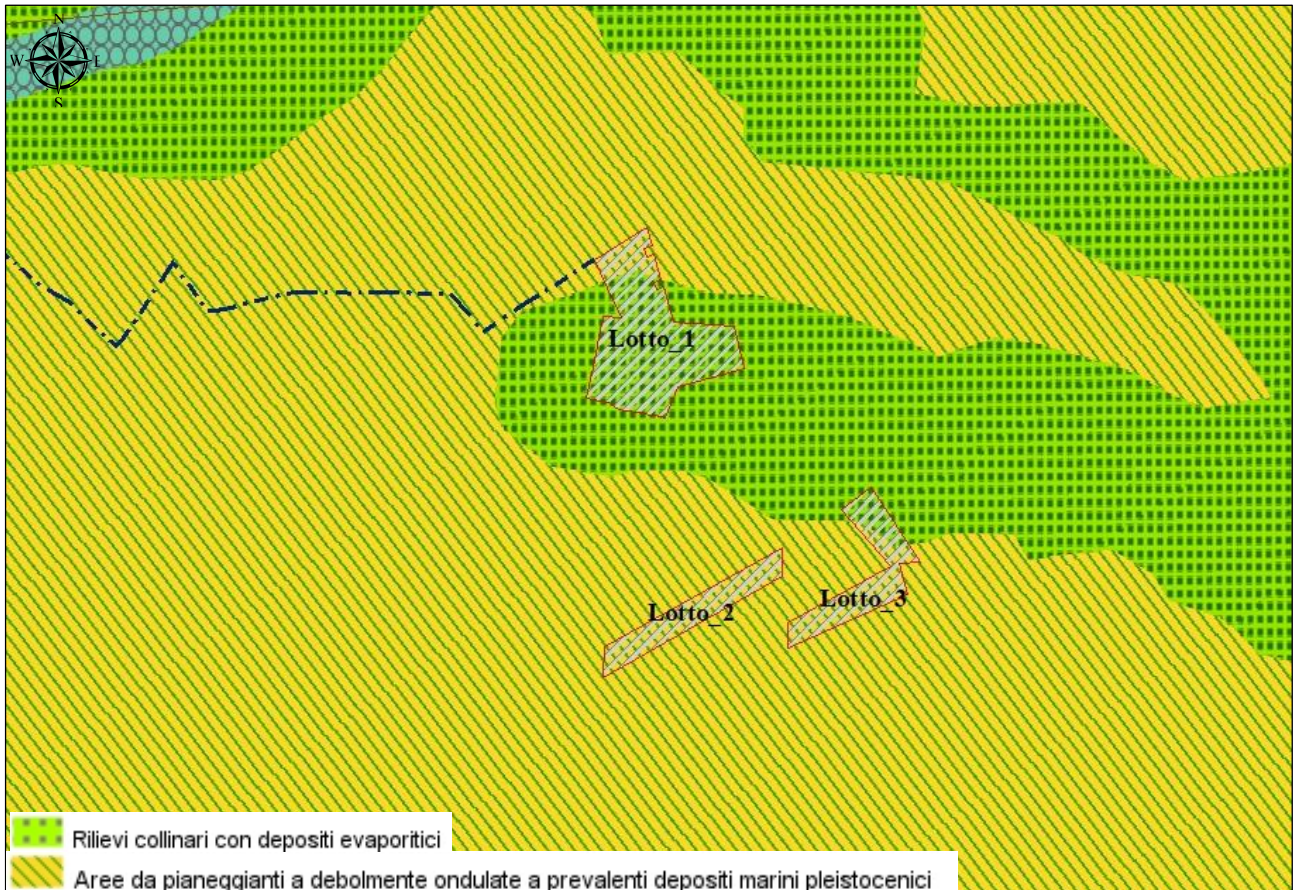 N
W E
S
Lotto_1
Lotto_2
Lotto_3
Rilievi collinari con depositi evaporitici
Aree da pianeggianti a debolmente ondulate a prevalenti depositi marini pleistocenici